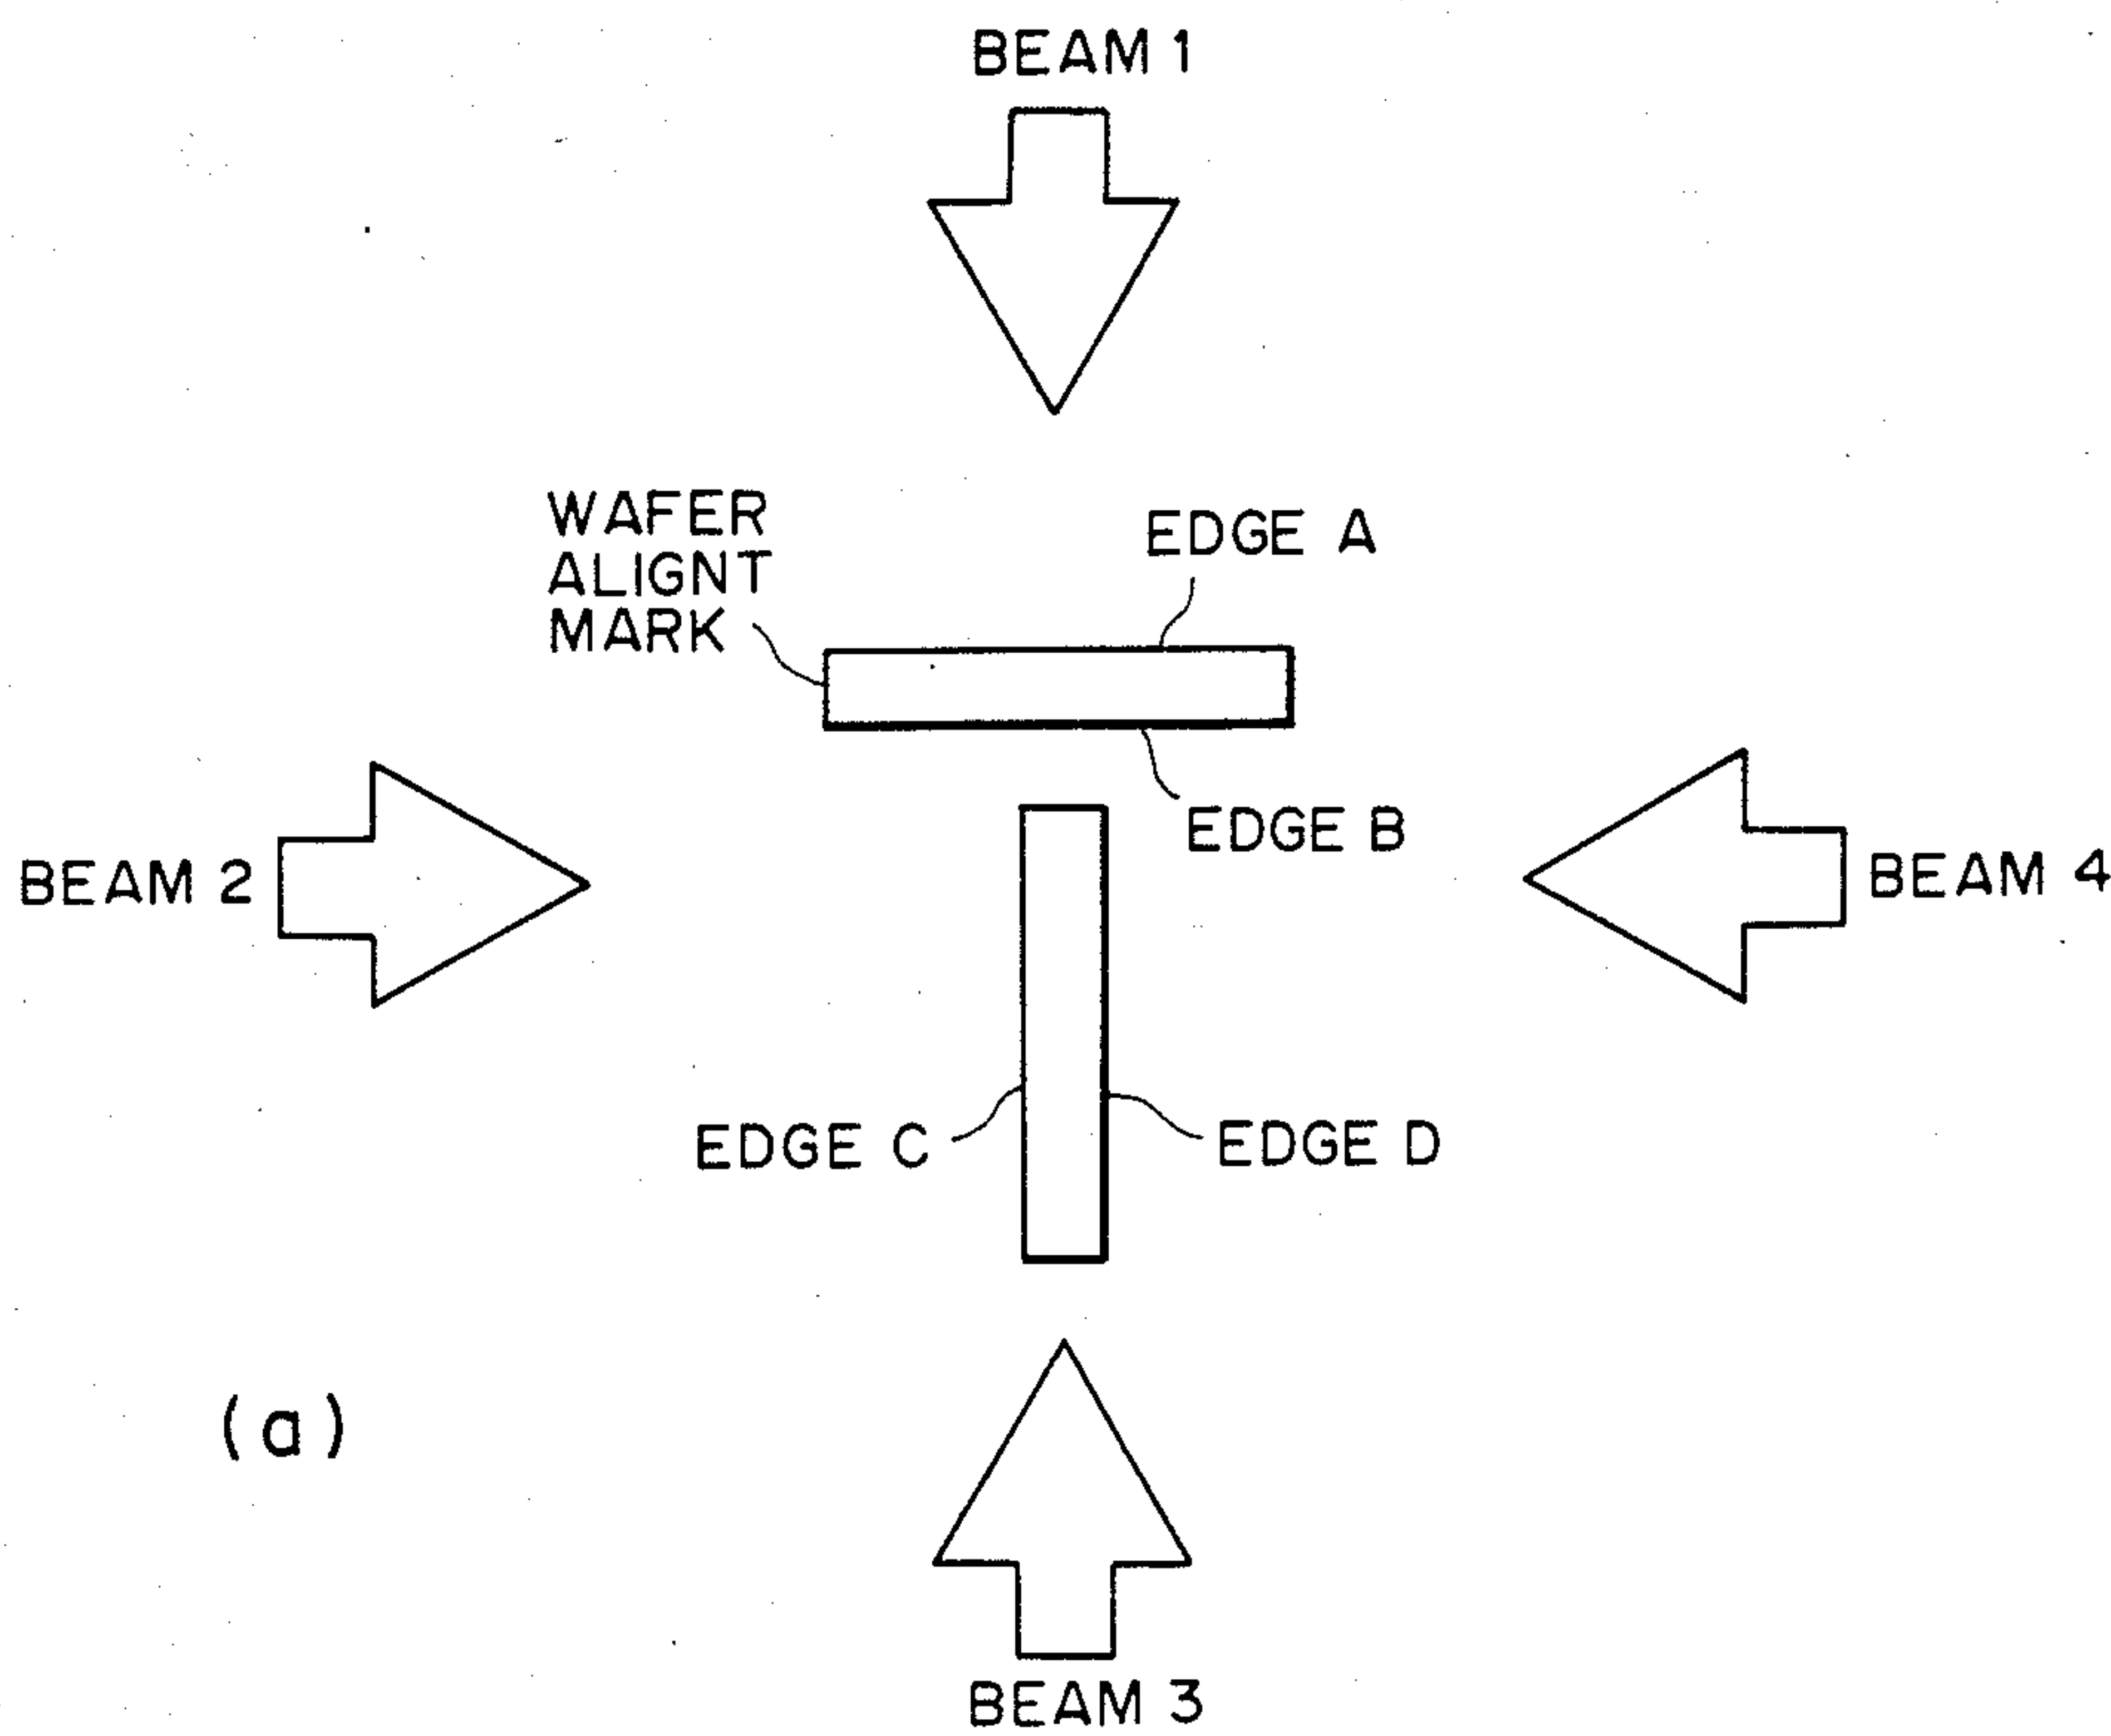 BEAM 1
WAFER
ALIGNT
MARK
EDGE A
EDGE B
BEAM 2
BEAM 4
EDGE C
EDGE D
(a)
BEAM 3